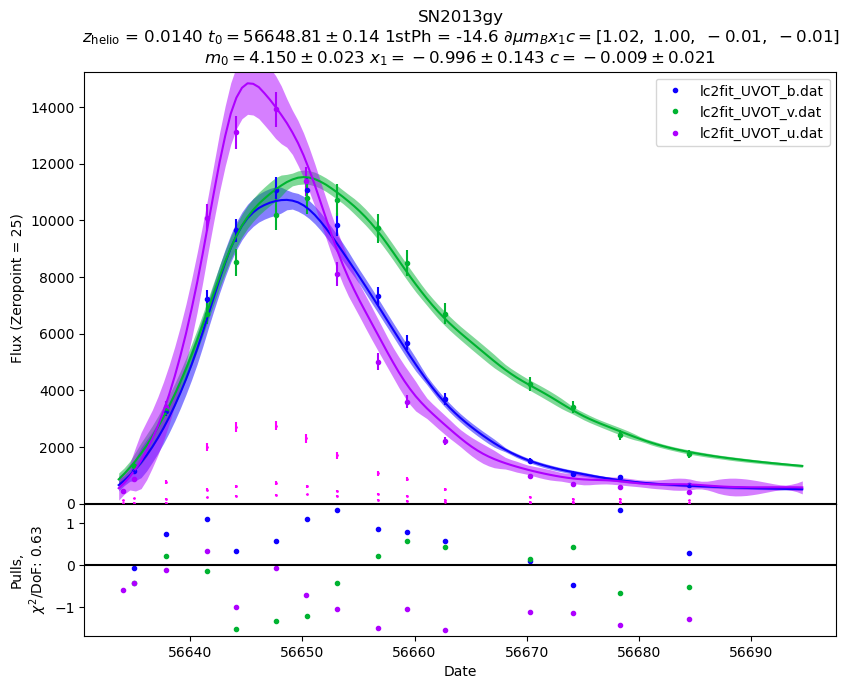 SN2013gy
z_helio = 0.0140 t_0 = 56648.81 ± 0.14 1stPh = -14.6 ∂μm_Bx_1c = [1.02, 1.00, −0.01, −0.01]
m_0 = 4.150 ± 0.023 x_1 = −0.996 ± 0.143 c = −0.009 ± 0.021
lc2fit_UVOT_b.dat
lc2fit_UVOT_v.dat
lc2fit_UVOT_u.dat
Flux (Zeropoint = 25)
14000
12000
10000
8000
6000
4000
2000
0
Pulls,
χ²/DoF: 0.63
1
0
−1
56640 56650 56660 56670 56680 56690
Date